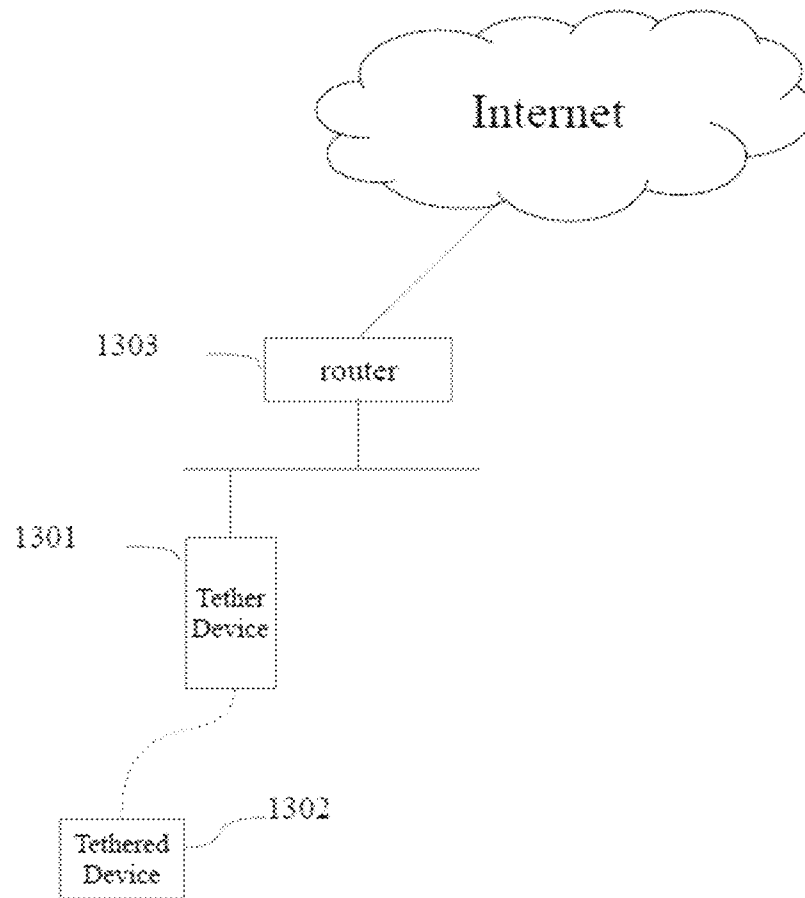 Internet
1303
router
1301
Tether
Device
1302
Tethered
Device